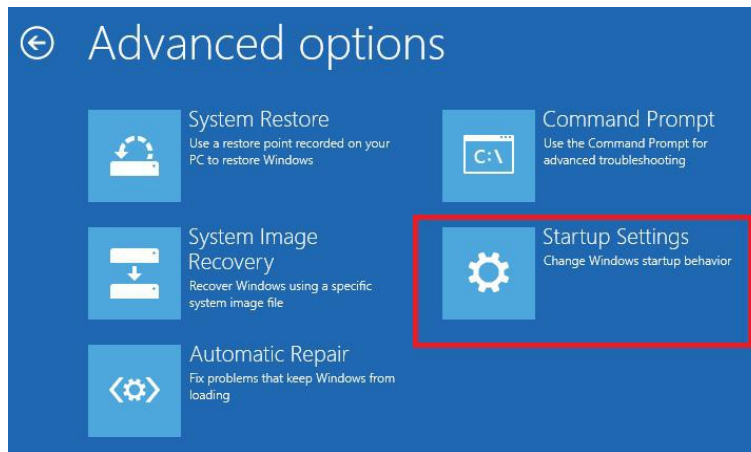 Advanced options
System Restore
Use a restore point recorded on your
PC to restore Windows
System Image
Recovery
Recover Windows using a specific
system image file
Automatic Repair
Fix problems that keep Windows from
loading
Command Prompt
C:\
Use the Command Prompt for
advanced troubleshooting
Startup Settings
Change Windows startup behavior